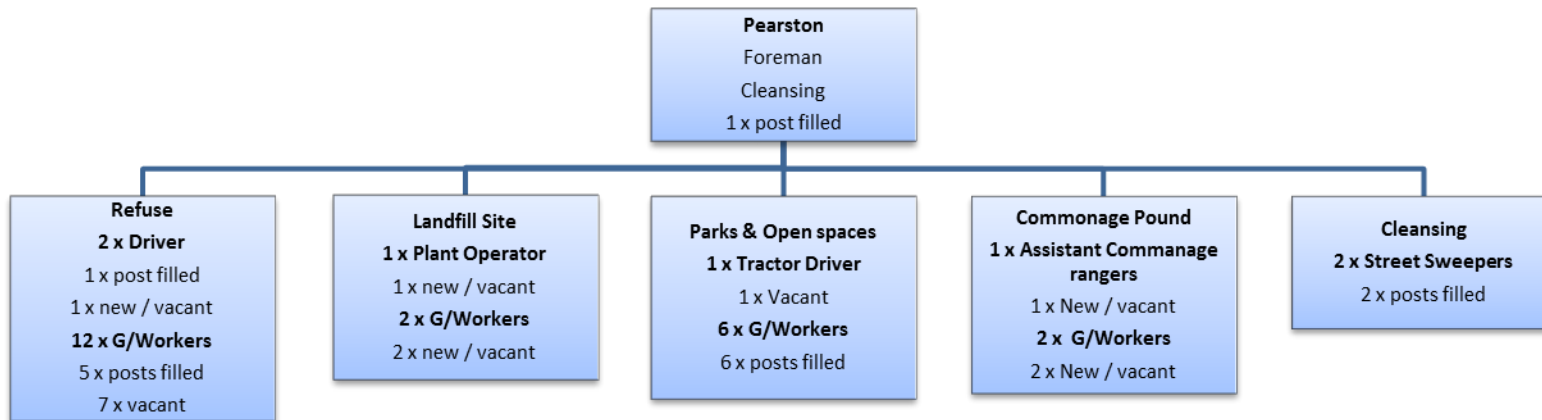 Pearston
Foreman
Cleansing
1 x post filled
Refuse
2 x Driver
1 x post filled
1 x new / vacant
12 x G/Workers
5 x posts filled
7 x vacant
Landfill Site
1 x Plant Operator
1 x new / vacant
2 x G/Workers
2 x new / vacant
Parks & Open spaces
1 x Tractor Driver
1 x Vacant
6 x G/Workers
6 x posts filled
Commonage Pound
1 x Assistant Commanage
rangers
1 x New / vacant
2 x G/Workers
2 x New / vacant
Cleansing
2 x Street Sweepers
2 x posts filled